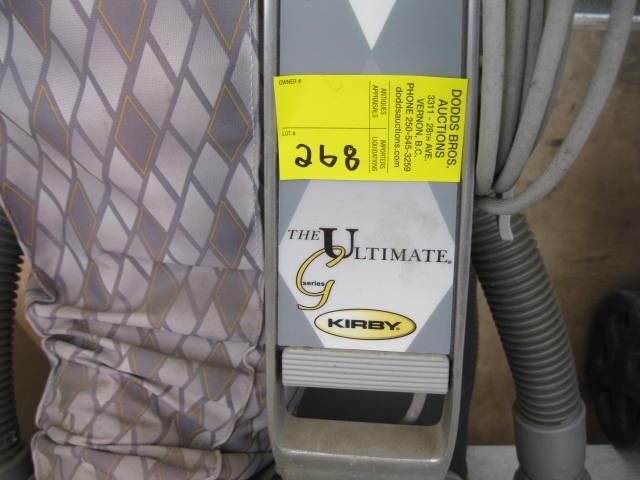 OWNER #
LOT #
268
ANTIQUES
APPRAISALS
IMPORTERS
LIQUIDATIONS
DODDS BROS.
AUCTIONS
3311 - 28TH AVE.
VERNON, B.C.
PHONE 250-545-3259
doddsauctions.com
THE ULTIMATE
G series
KIRBY